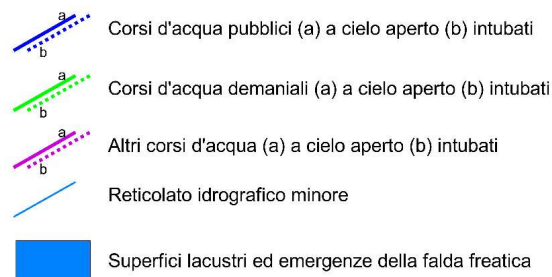 a
b
Corsi d'acqua pubblici (a) a cielo aperto (b) intubati
a
b
Corsi d'acqua demaniali (a) a cielo aperto (b) intubati
a
b
Altri corsi d'acqua (a) a cielo aperto (b) intubati
Reticolato idrografico minore
Superfici lacustri ed emergenze della falda freatica